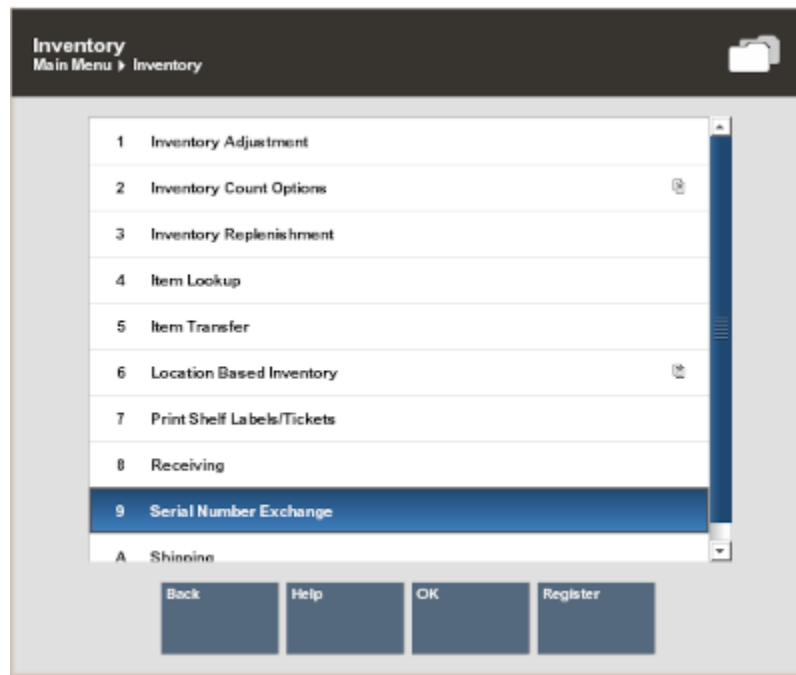 Inventory
Main Menu ▸ Inventory
1 Inventory Adjustment
2 Inventory Count Options
3 Inventory Replenishment
4 Item Lookup
5 Item Transfer
6 Location Based Inventory
7 Print Shelf Labels/Tickets
8 Receiving
9 Serial Number Exchange
A Shipping
Back Help OK Register